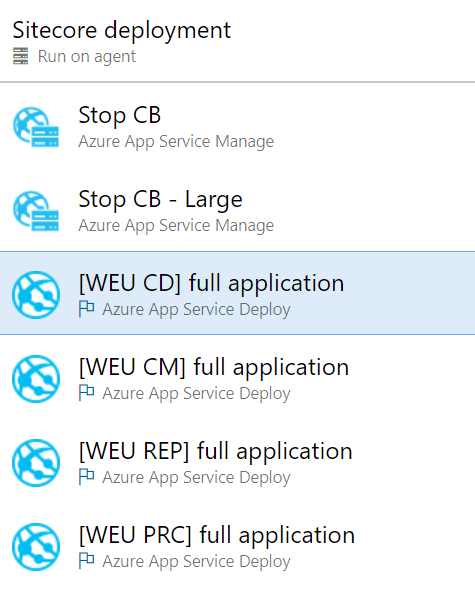 Sitecore deployment
Run on agent
Stop CB
Azure App Service Manage
Stop CB - Large
Azure App Service Manage
[WEU CD] full application
Azure App Service Deploy
[WEU CM] full application
Azure App Service Deploy
[WEU REP] full application
Azure App Service Deploy
[WEU PRC] full application
Azure App Service Deploy